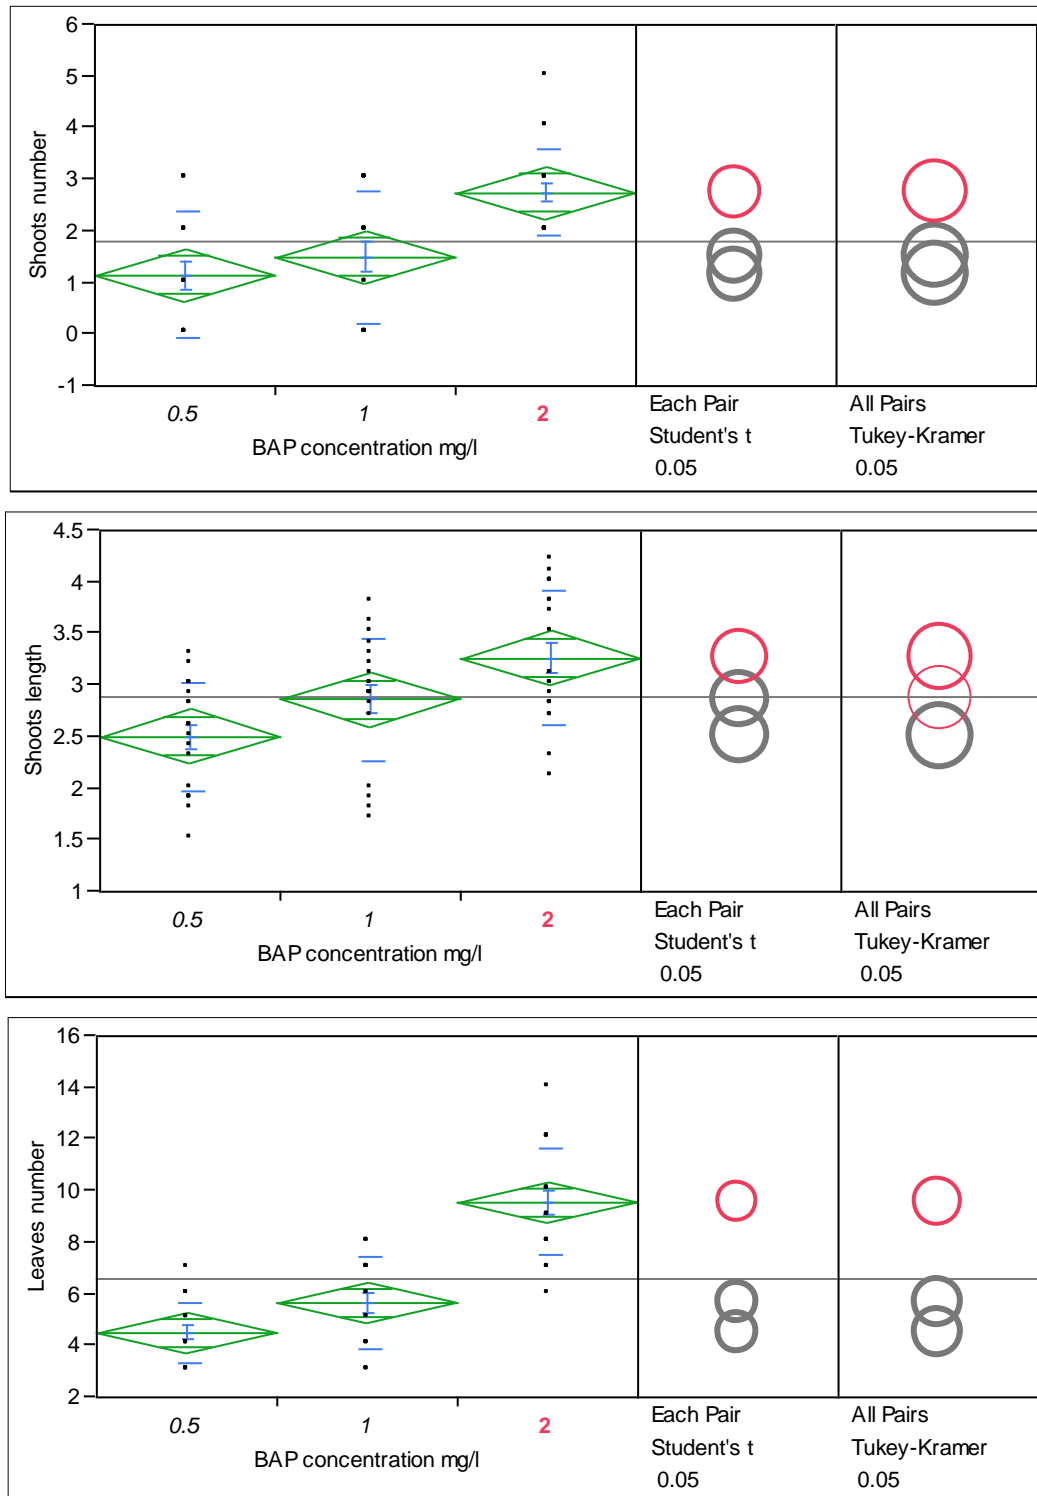 6
5
4
3
2
1
0
-1
Shoots number
0.5 1 2
BAP concentration mg/l
Each Pair
Student's t
0.05
All Pairs
Tukey-Kramer
0.05
4.5
4
3.5
3
2.5
2
1.5
1
Shoots length
0.5 1 2
BAP concentration mg/l
Each Pair
Student's t
0.05
All Pairs
Tukey-Kramer
0.05
16
14
12
10
8
6
4
2
Leaves number
0.5 1 2
BAP concentration mg/l
Each Pair
Student's t
0.05
All Pairs
Tukey-Kramer
0.05